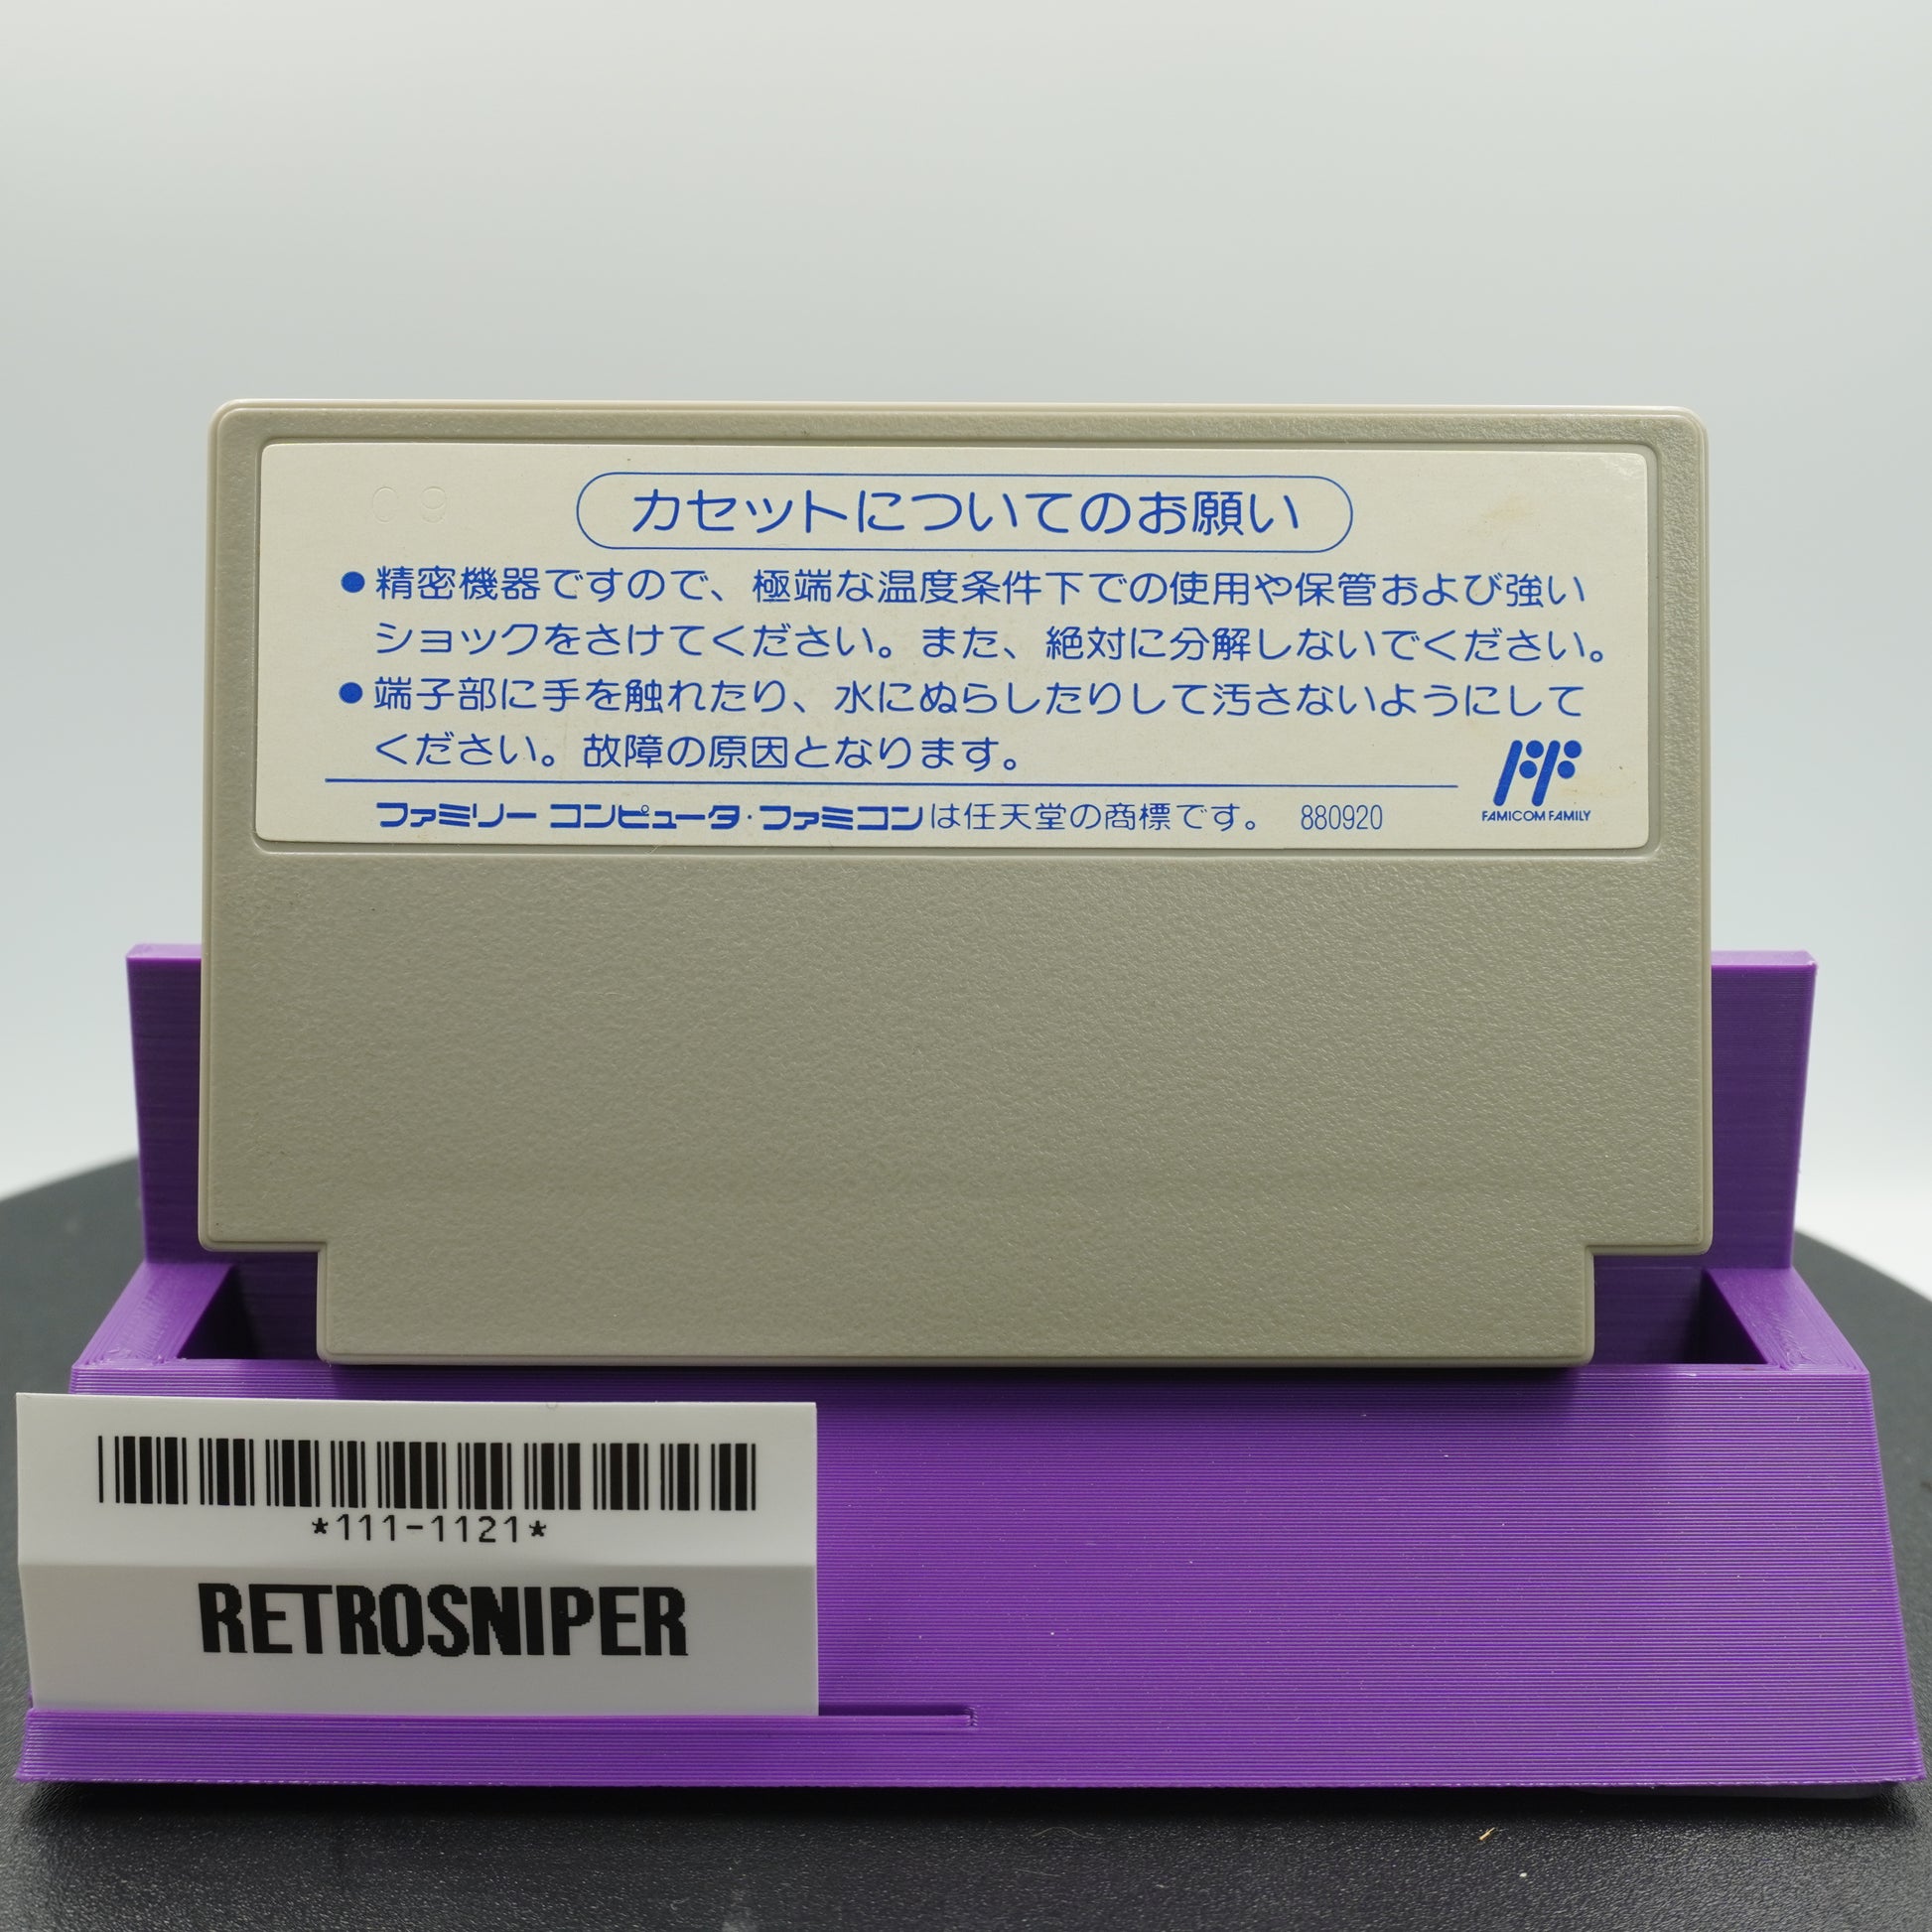 09
カセットについてのお願い
●精密機器ですので、極端な温度条件下での使用や保管および強い
ショックをさけてください。また、絶対に分解しないでください。
●端子部に手を触れたり、水にぬらしたりして汚さないようにして
ください。故障の原因となります。
ファミリー コンピュータ・ファミコンは任天堂の商標です。 880920
FAMICOM FAMILY
*111-1121*
RETROSNIPER